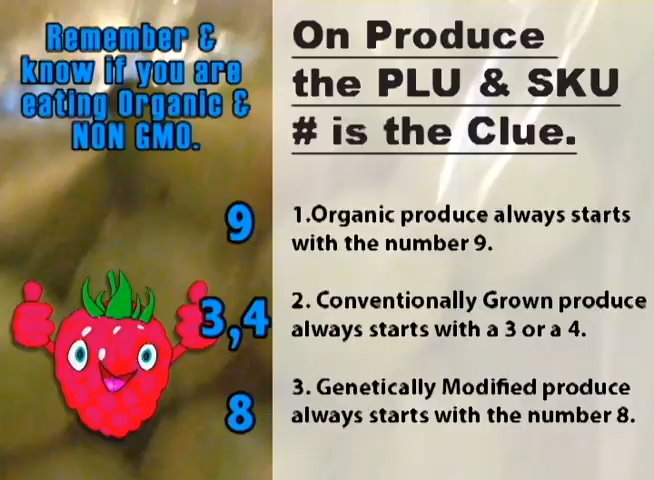 Remember &
know if you are
eating Organic &
NON GMO.
9
3,4
8
On Produce
the PLU & SKU
# is the Clue.
1.Organic produce always starts
with the number 9.
2. Conventionally Grown produce
always starts with a 3 or a 4.
3. Genetically Modified produce
always starts with the number 8.